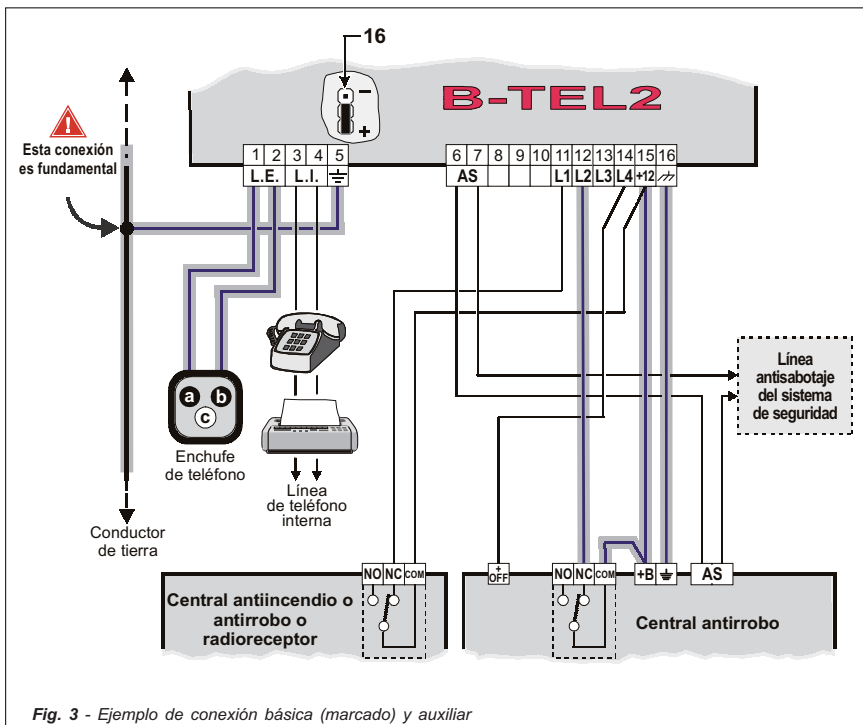 16
B-TEL2
−
+
!
Esta conexión
es fundamental
1 2 3 4 5
L.E. L.I.
6 7 8 9 10 11 12 13 14 15 16
AS L1 L2 L3 L4 +12
a b
c
Enchufe
de teléfono
Línea
de teléfono
interna
Línea
antisabotaje
del sistema
de seguridad
Conductor
de tierra
NO NC COM
+
OFF
NO NC COM +B AS
Central antiincendio o
antirrobo o
radioreceptor
Central antirrobo
Fig. 3 - Ejemplo de conexión básica (marcado) y auxiliar